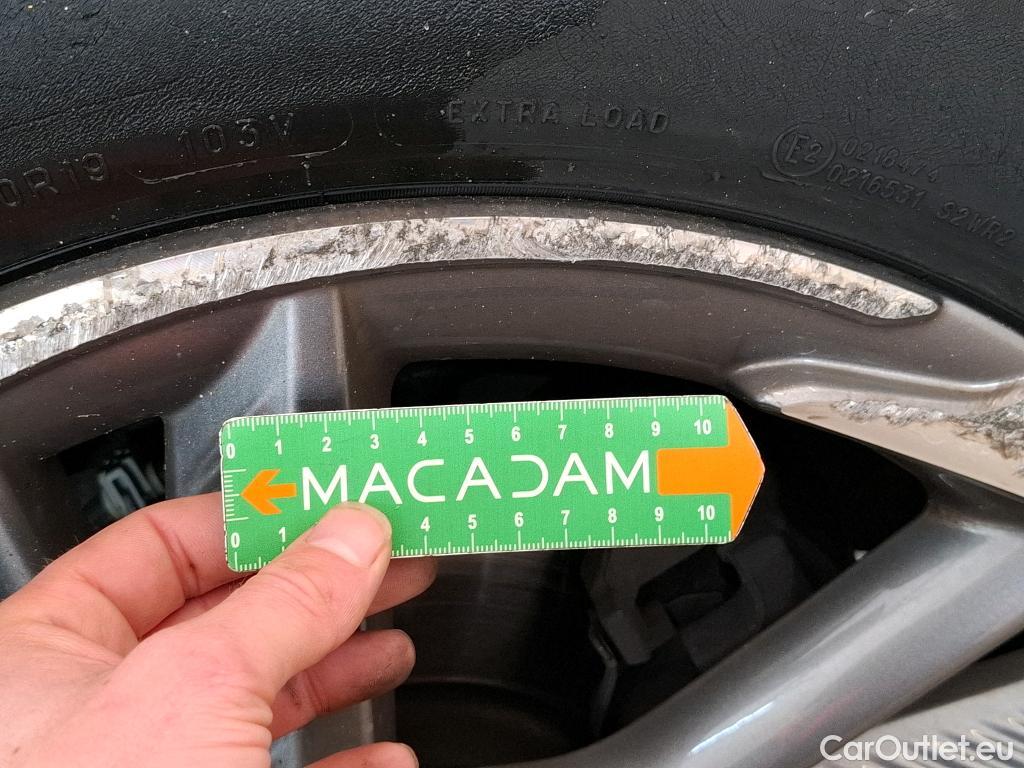 0R19 103V EXTRA LOAD
E2 0216474
0216531 S2WR2
0 1 2 3 4 5 6 7 8 9 10
MACADAM
0 1 4 5 6 7 8 9 10
CarOutlet.eu